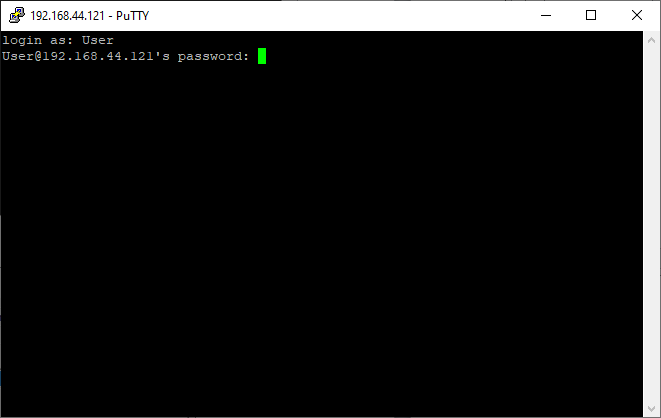 192.168.44.121 - PuTTY
login as: User
User@192.168.44.121's password: